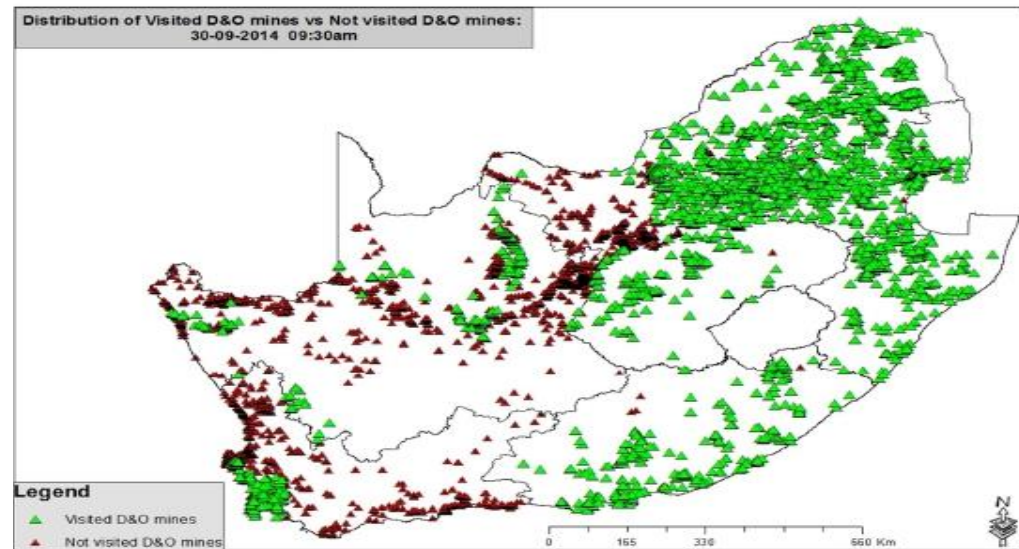 Distribution of Visited D&O mines vs Not visited D&O mines:
30-09-2014 09:30am
Legend
Visited D&O mines
Not visited D&O mines
N
0 165 330 660 Km